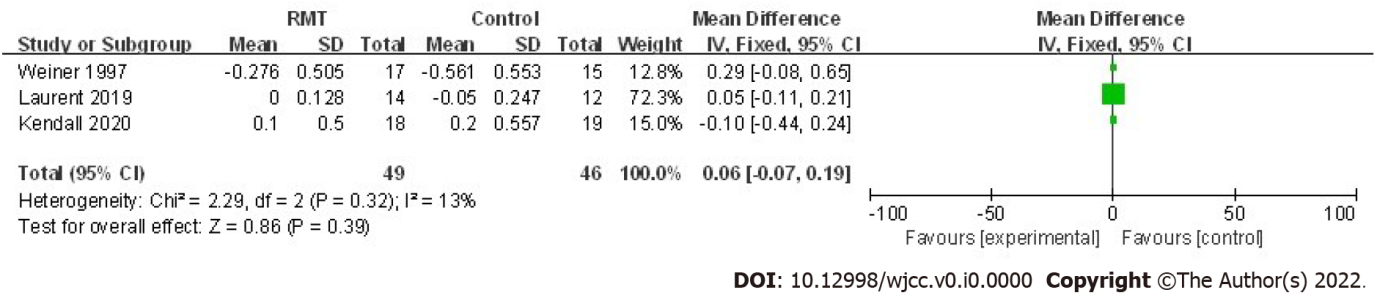 RMT Control Mean Difference Mean Difference
Study or Subgroup Mean SD Total Mean SD Total Weight IV, Fixed, 95% CI IV, Fixed, 95% CI
Weiner 1997 -0.276 0.505 17 -0.561 0.553 15 12.8% 0.29 [-0.08, 0.65]
Laurent 2019 0 0.128 14 -0.05 0.247 12 72.3% 0.05 [-0.11, 0.21]
Kendall 2020 0.1 0.5 18 0.2 0.557 19 15.0% -0.10 [-0.44, 0.24]
Total (95% CI) 49 46 100.0% 0.06 [-0.07, 0.19]
Heterogeneity: Chi² = 2.29, df = 2 (P = 0.32); I² = 13%
Test for overall effect: Z = 0.86 (P = 0.39)
-100 -50 0 50 100
Favours [experimental] Favours [control]
DOI: 10.12998/wjcc.v0.i0.0000 Copyright ©The Author(s) 2022.